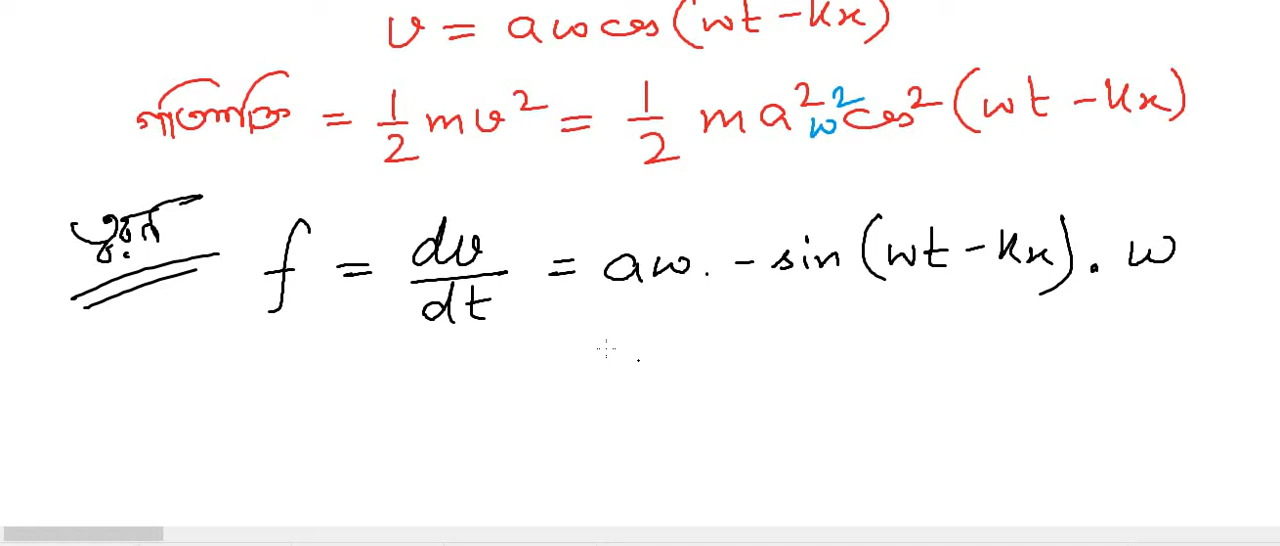 v = aω cos(ωt - kx)
গতিশক্তি = 1/2 mv² = 1/2 ma²ω² cos² (ωt - kx)
ত্বরণ f = dv/dt = aω. - sin (ωt - kx). ω